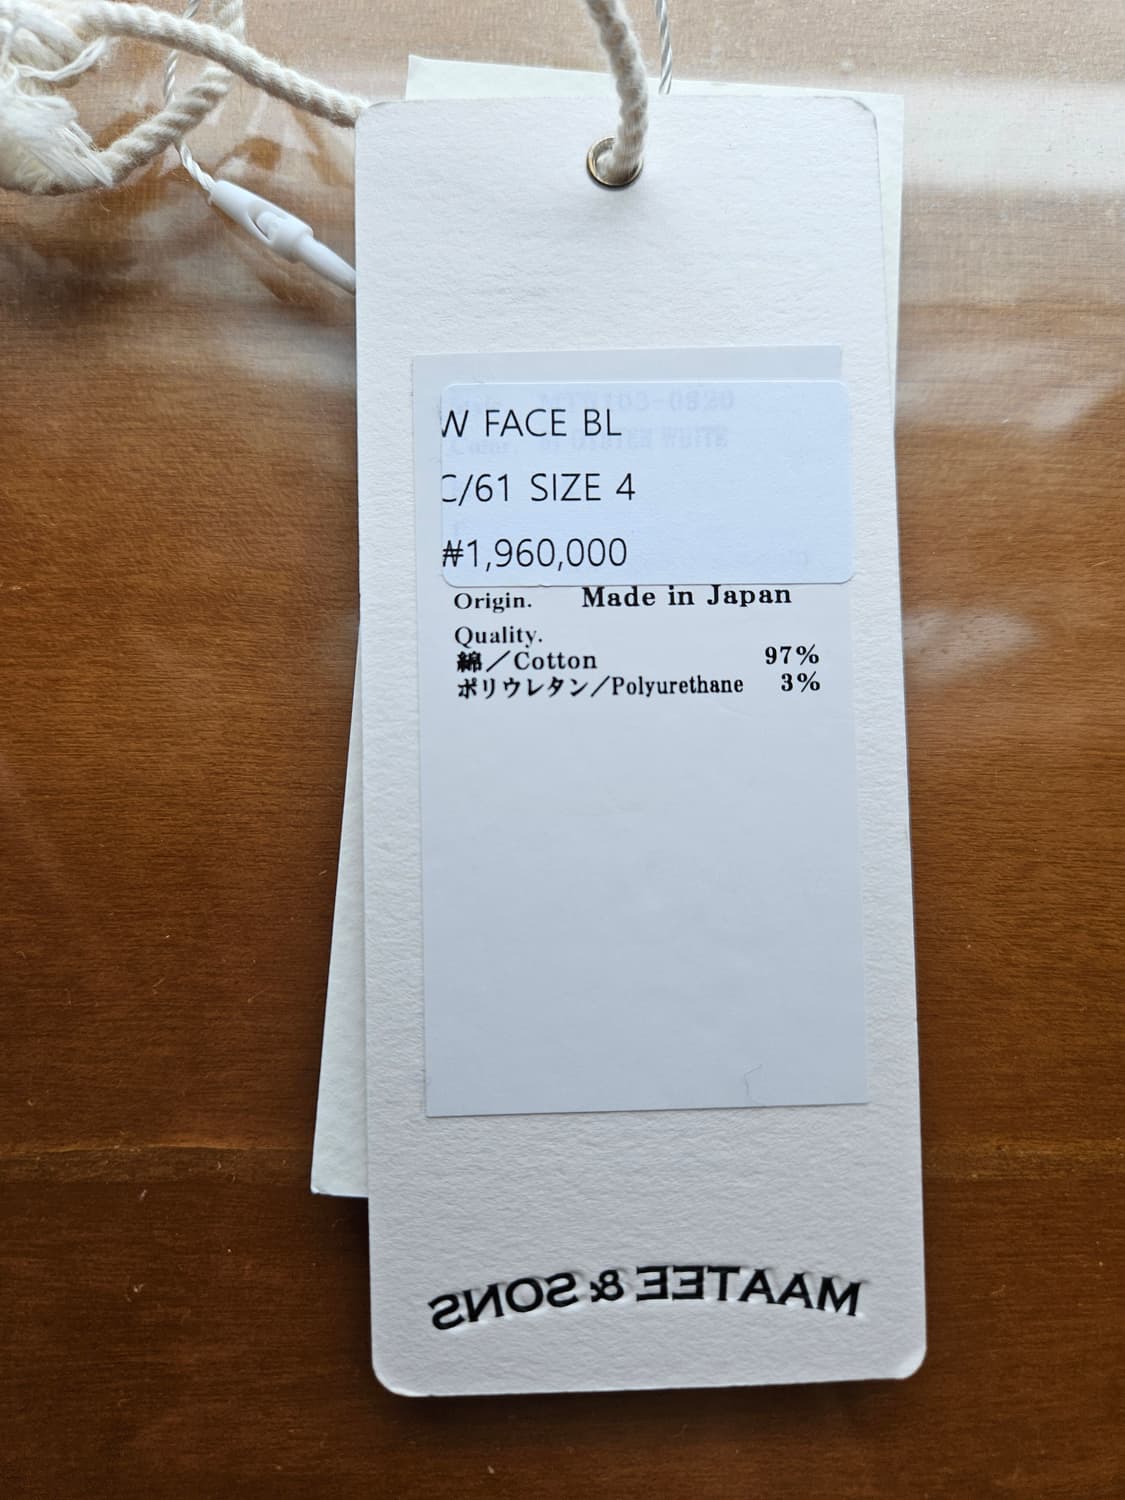 W FACE BL
C/61 SIZE 4
₩1,960,000
Origin. Made in Japan
Quality.
綿／Cotton 97%
ポリウレタン／Polyurethane 3%
MAATEE & SONS